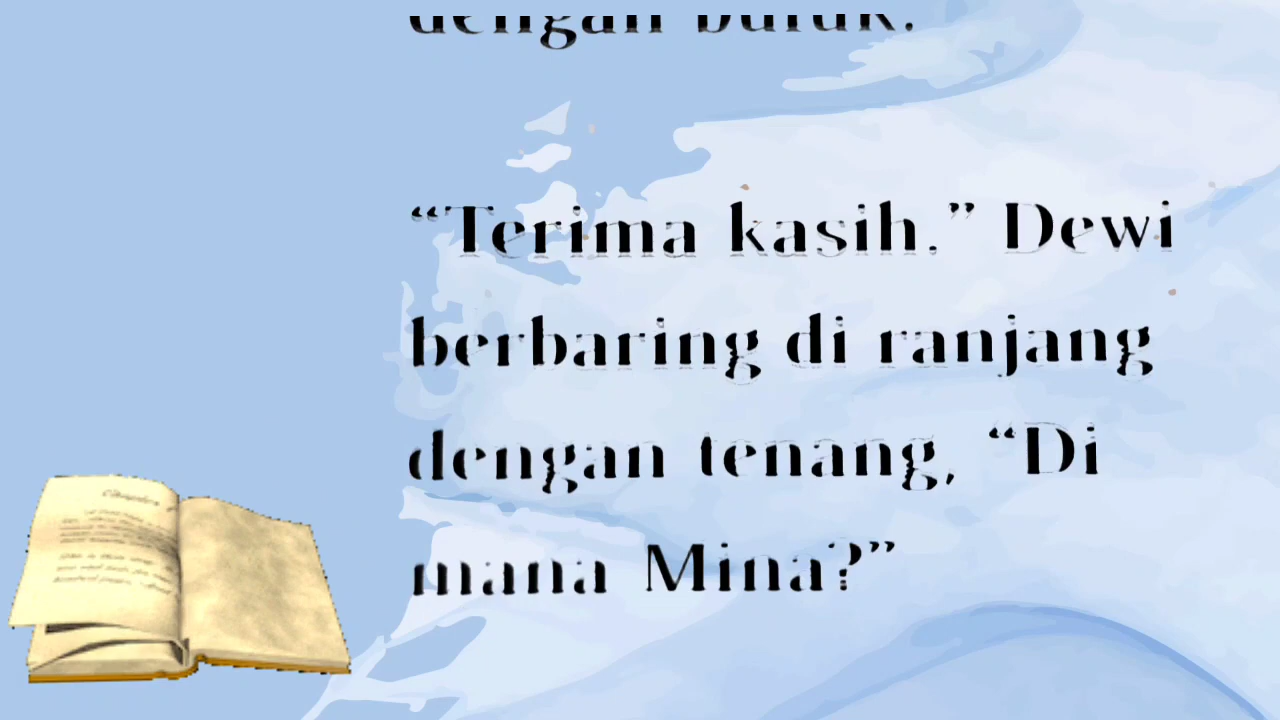 dengan buruk.
“Terima kasih.” Dewi
berbaring di ranjang
dengan tenang, “Di
mana Mina?”